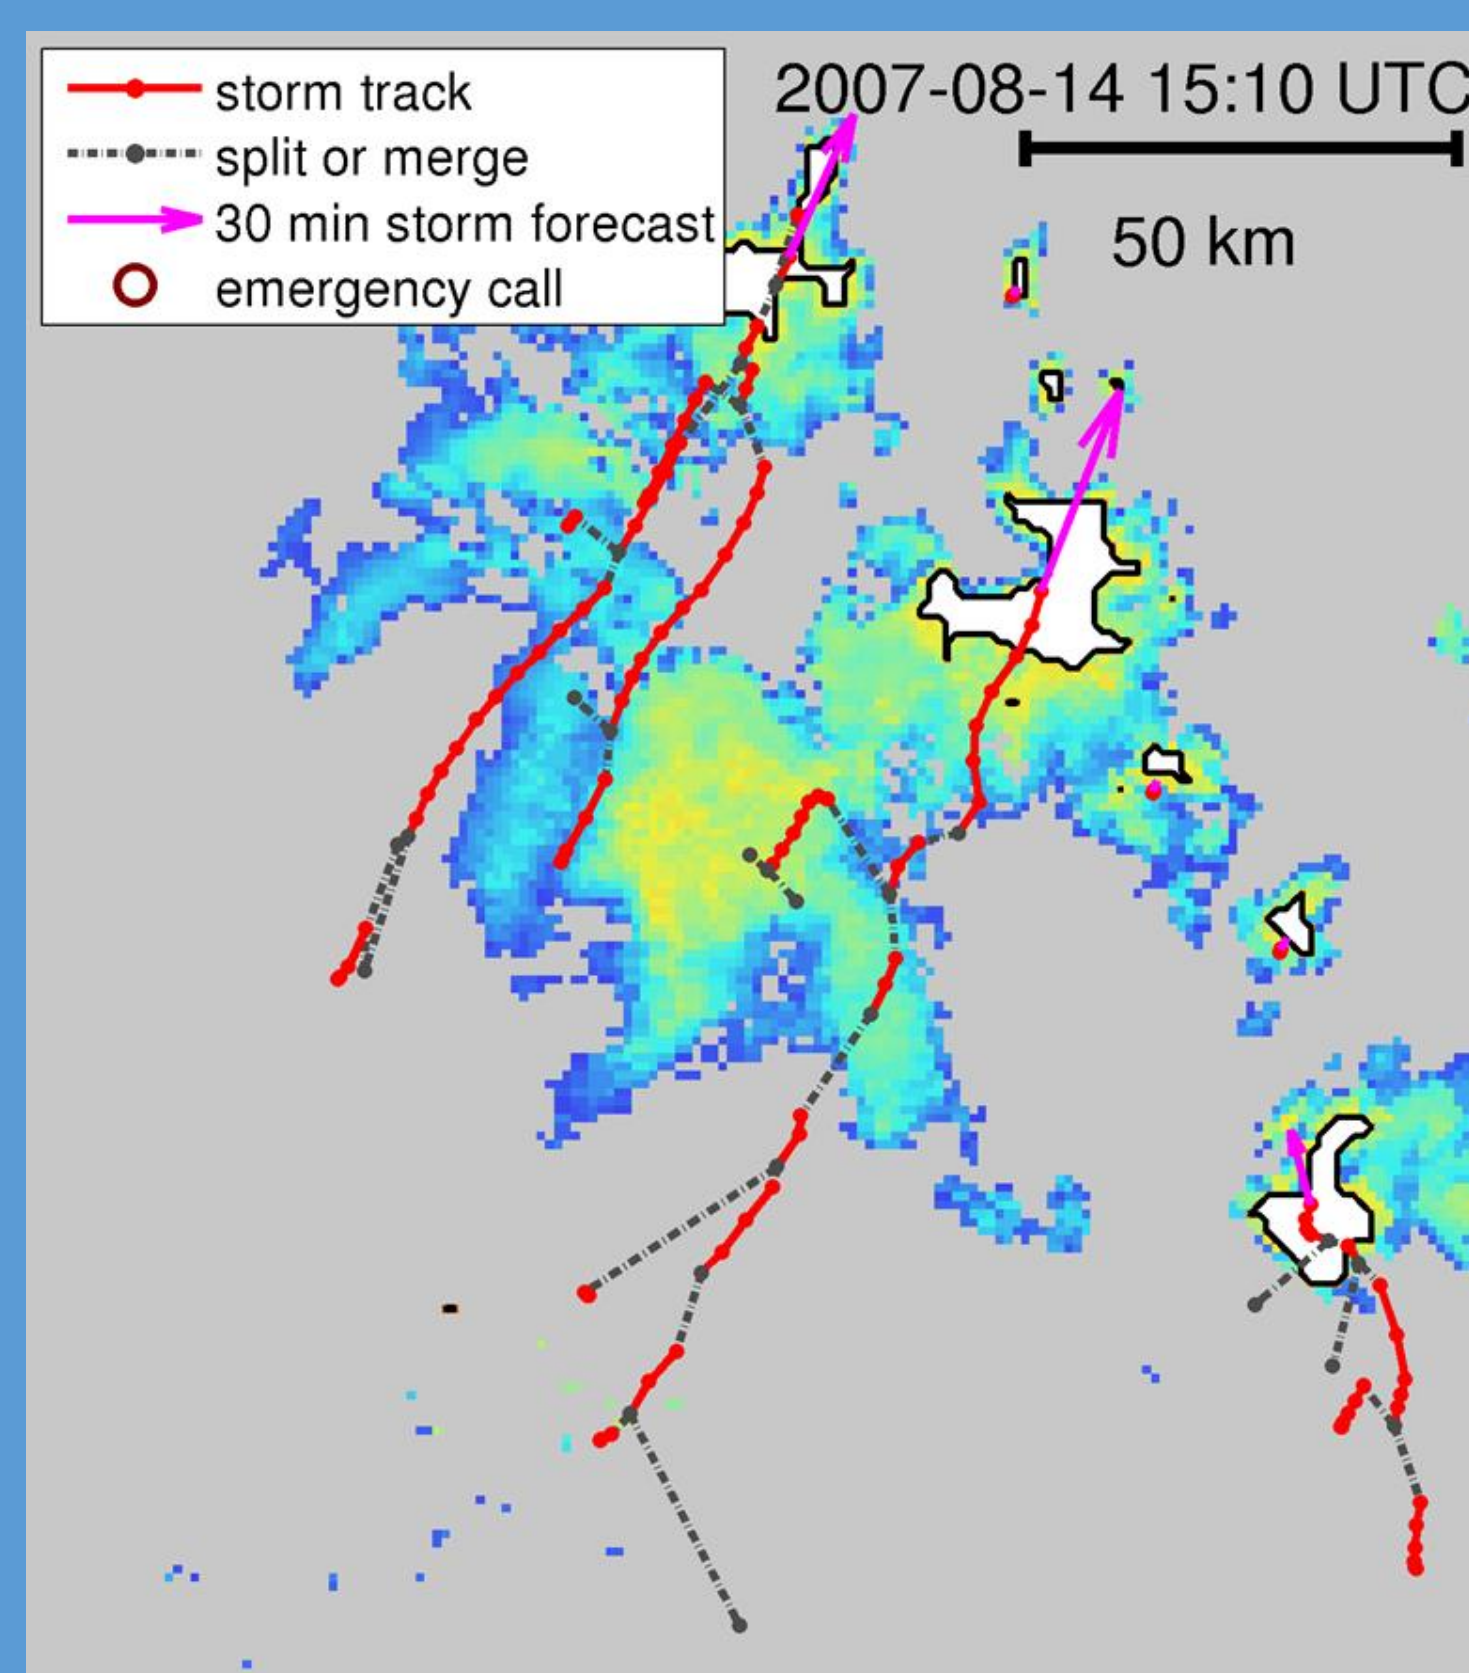 storm track
split or merge
30 min storm forecast
emergency call
2007-08-14 15:10 UTC
50 km